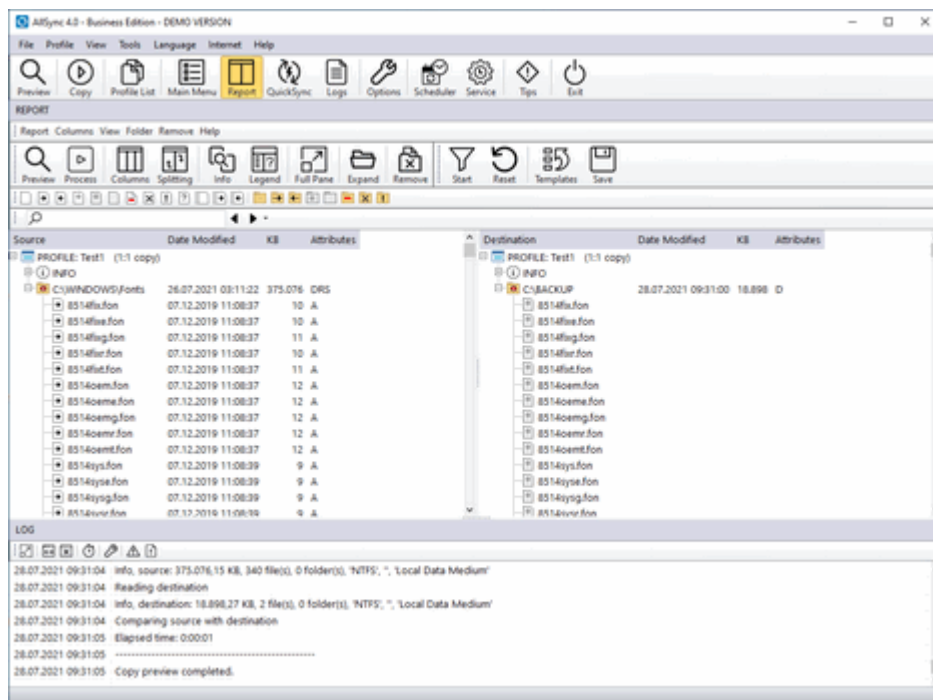 AllSync 4.0 - Business Edition - DEMO VERSION
File Profile View Tools Language Internet Help
Preview Copy Profile List Main Menu Report QuickSync Logs Options Scheduler Service Tips Exit
REPORT
Report Columns View Folder Remove Help
Preview Process Columns Splitting Info Legend Full Pane Expand Remove Start Reset Templates Save
Source Date Modified KB Attributes Destination Date Modified KB Attributes
PROFILE: Test1 (1:1 copy) PROFILE: Test1 (1:1 copy)
INFO INFO
C:\WINDOWS\Fonts 26.07.2021 03:11:22 375.076 DRS C:\BACKUP 28.07.2021 09:31:00 18.898 D
8514fix.fon 07.12.2019 11:08:37 10 A 8514fix.fon
8514fixe.fon 07.12.2019 11:08:37 10 A 8514fixe.fon
8514fixg.fon 07.12.2019 11:08:37 11 A 8514fixg.fon
8514fixr.fon 07.12.2019 11:08:37 10 A 8514fixr.fon
8514fixt.fon 07.12.2019 11:08:37 11 A 8514fixt.fon
8514oem.fon 07.12.2019 11:08:37 12 A 8514oem.fon
8514oeme.fon 07.12.2019 11:08:37 12 A 8514oeme.fon
8514oemg.fon 07.12.2019 11:08:37 12 A 8514oemg.fon
8514oemr.fon 07.12.2019 11:08:37 12 A 8514oemr.fon
8514oemt.fon 07.12.2019 11:08:37 12 A 8514oemt.fon
8514sys.fon 07.12.2019 11:08:39 9 A 8514sys.fon
8514syse.fon 07.12.2019 11:08:39 9 A 8514syse.fon
8514sysg.fon 07.12.2019 11:08:39 9 A 8514sysg.fon
8514sysr.fon 07.12.2019 11:08:39 9 A 8514sysr.fon
LOG
28.07.2021 09:31:04 Info, source: 375.076,15 KB, 340 file(s), 0 folder(s), 'NTFS', '', 'Local Data Medium'
28.07.2021 09:31:04 Reading destination
28.07.2021 09:31:04 Info, destination: 18.898,27 KB, 2 file(s), 0 folder(s), 'NTFS', '', 'Local Data Medium'
28.07.2021 09:31:04 Comparing source with destination
28.07.2021 09:31:05 Elapsed time: 0:00:01
28.07.2021 09:31:05 --------------------------------------------------
28.07.2021 09:31:05 Copy preview completed.